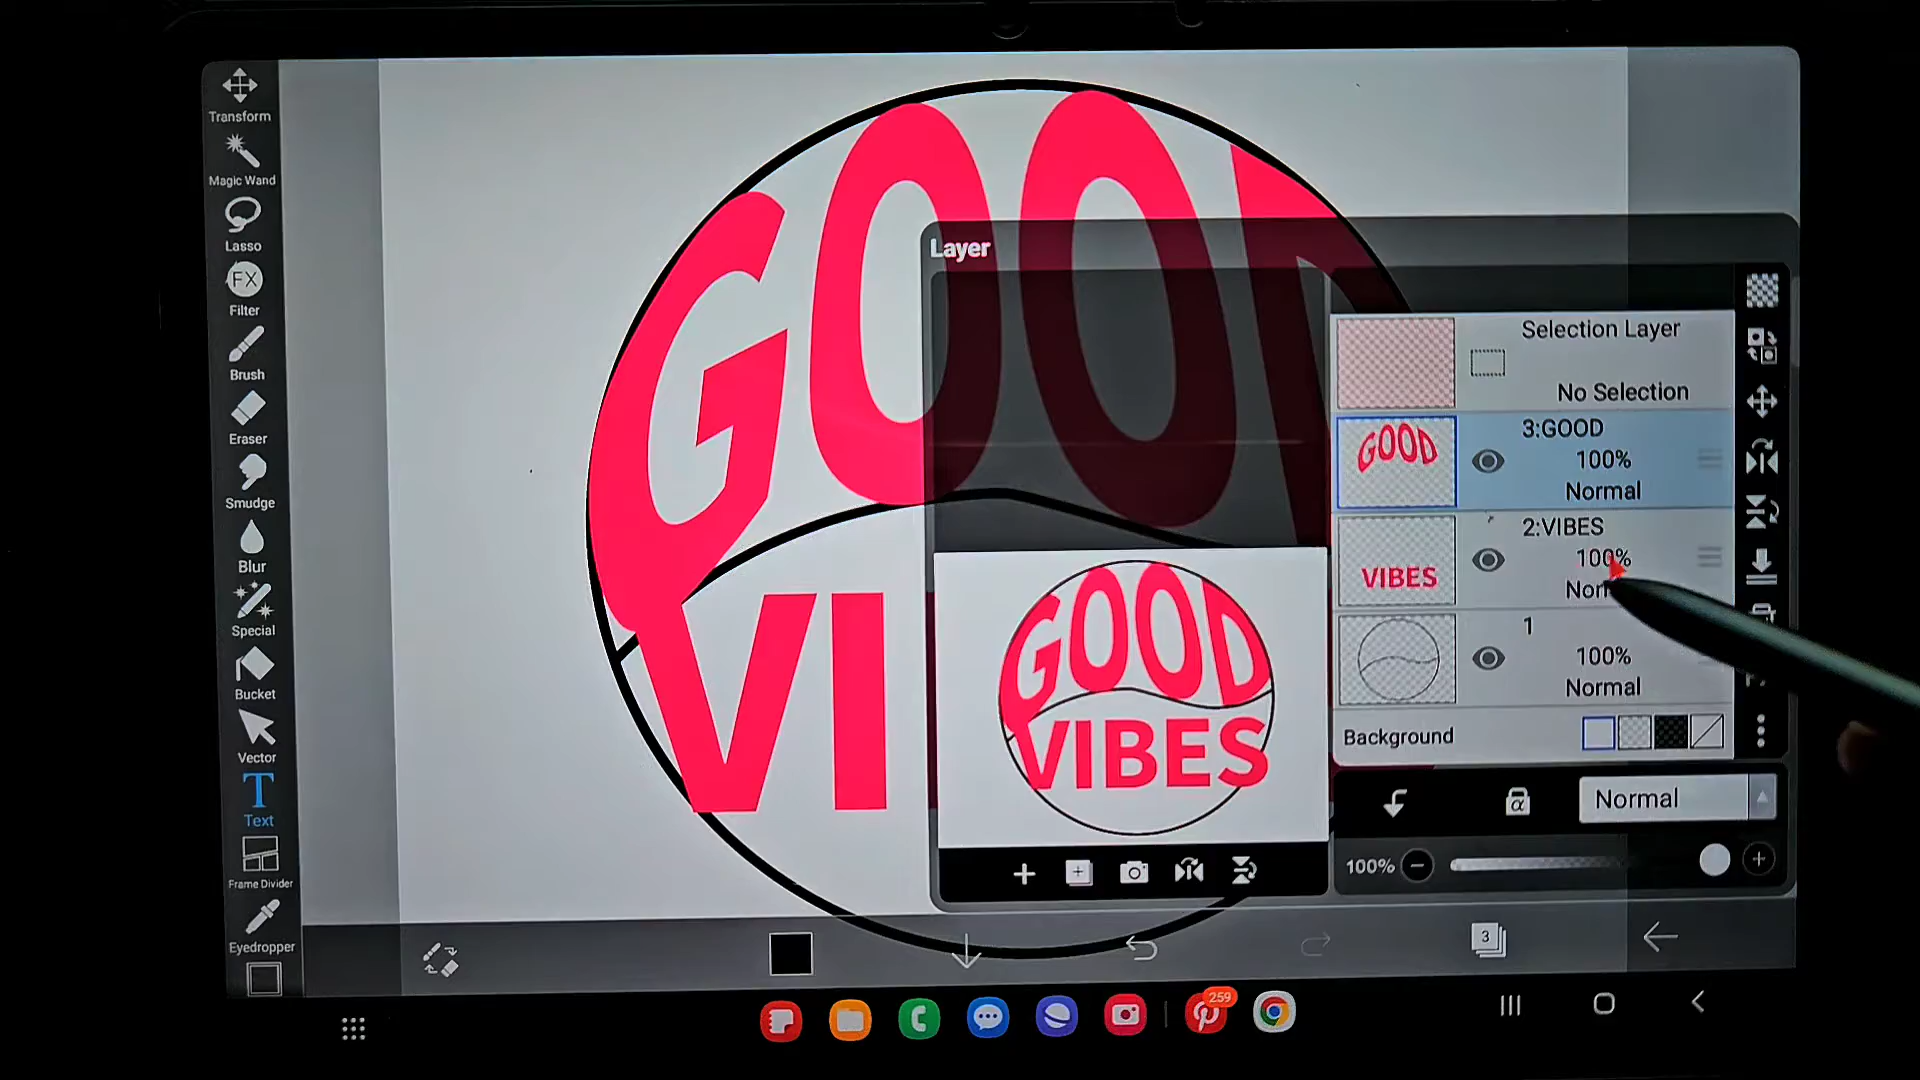 Transform
Magic Wand
Lasso
FX
Filter
Brush
Eraser
Smudge
Blur
Special
Bucket
Vector
T
Text
Frame Divider
Eyedropper
GOOD
VI
Layer
GOOD
VIBES
Selection Layer
No Selection
GOOD
3:GOOD
100%
Normal
VIBES
2:VIBES
100%
1
100%
Normal
Background
α
Normal
100%
3
259